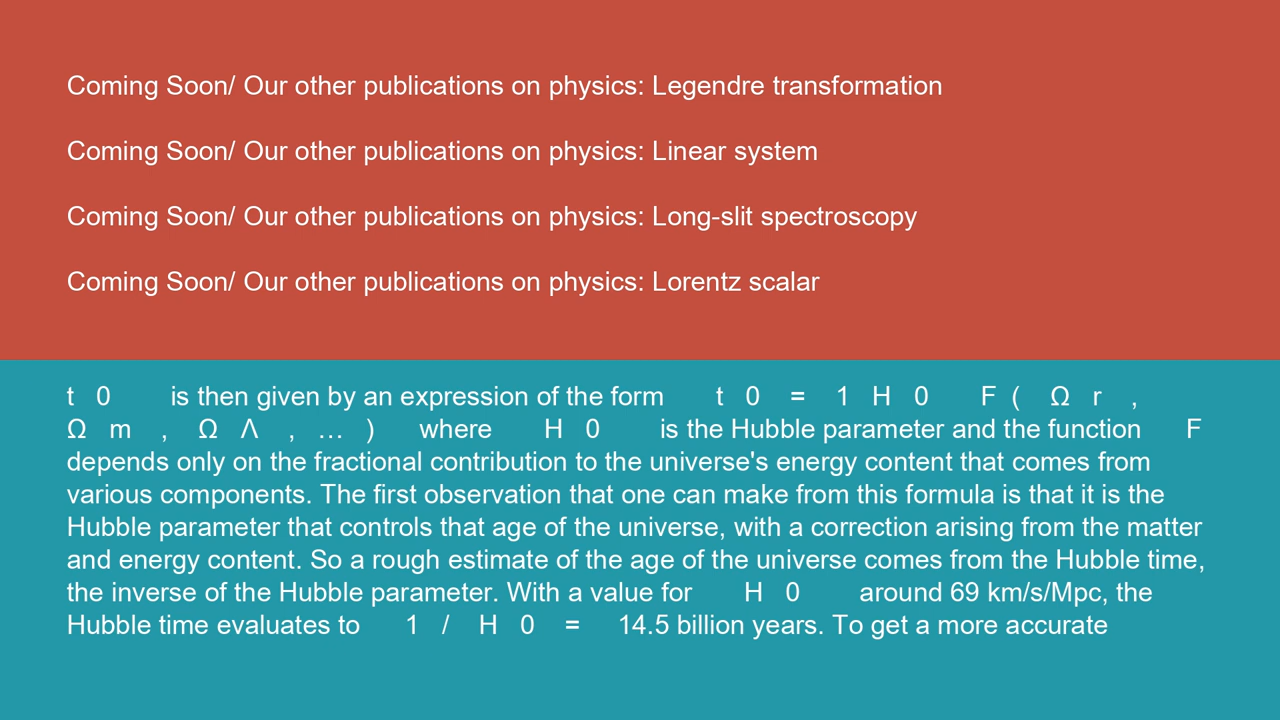 Coming Soon/ Our other publications on physics: Legendre transformation
Coming Soon/ Our other publications on physics: Linear system
Coming Soon/ Our other publications on physics: Long-slit spectroscopy
Coming Soon/ Our other publications on physics: Lorentz scalar
t 0 is then given by an expression of the form t 0 = 1 H 0 F ( Ω r ,
Ω m , Ω Λ , … ) where H 0 is the Hubble parameter and the function F
depends only on the fractional contribution to the universe's energy content that comes from
various components. The first observation that one can make from this formula is that it is the
Hubble parameter that controls that age of the universe, with a correction arising from the matter
and energy content. So a rough estimate of the age of the universe comes from the Hubble time,
the inverse of the Hubble parameter. With a value for H 0 around 69 km/s/Mpc, the
Hubble time evaluates to 1 / H 0 = 14.5 billion years. To get a more accurate